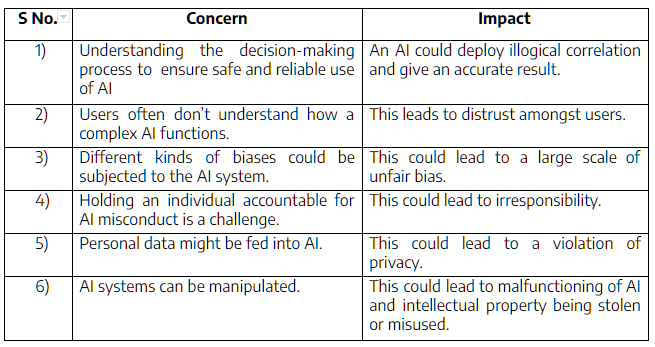 S No. Concern Impact
1) Understanding the decision-making An AI could deploy illogical correlation
process to ensure safe and reliable use and give an accurate result.
of AI
2) Users often don't understand how a This leads to distrust amongst users.
complex AI functions.
3) Different kinds of biases could be This could lead to a large scale of
subjected to the AI system. unfair bias.
4) Holding an individual accountable for This could lead to irresponsibility.
AI misconduct is a challenge.
5) Personal data might be fed into AI. This could lead to a violation of
privacy.
6) AI systems can be manipulated. This could lead to malfunctioning of AI
and intellectual property being stolen
or misused.